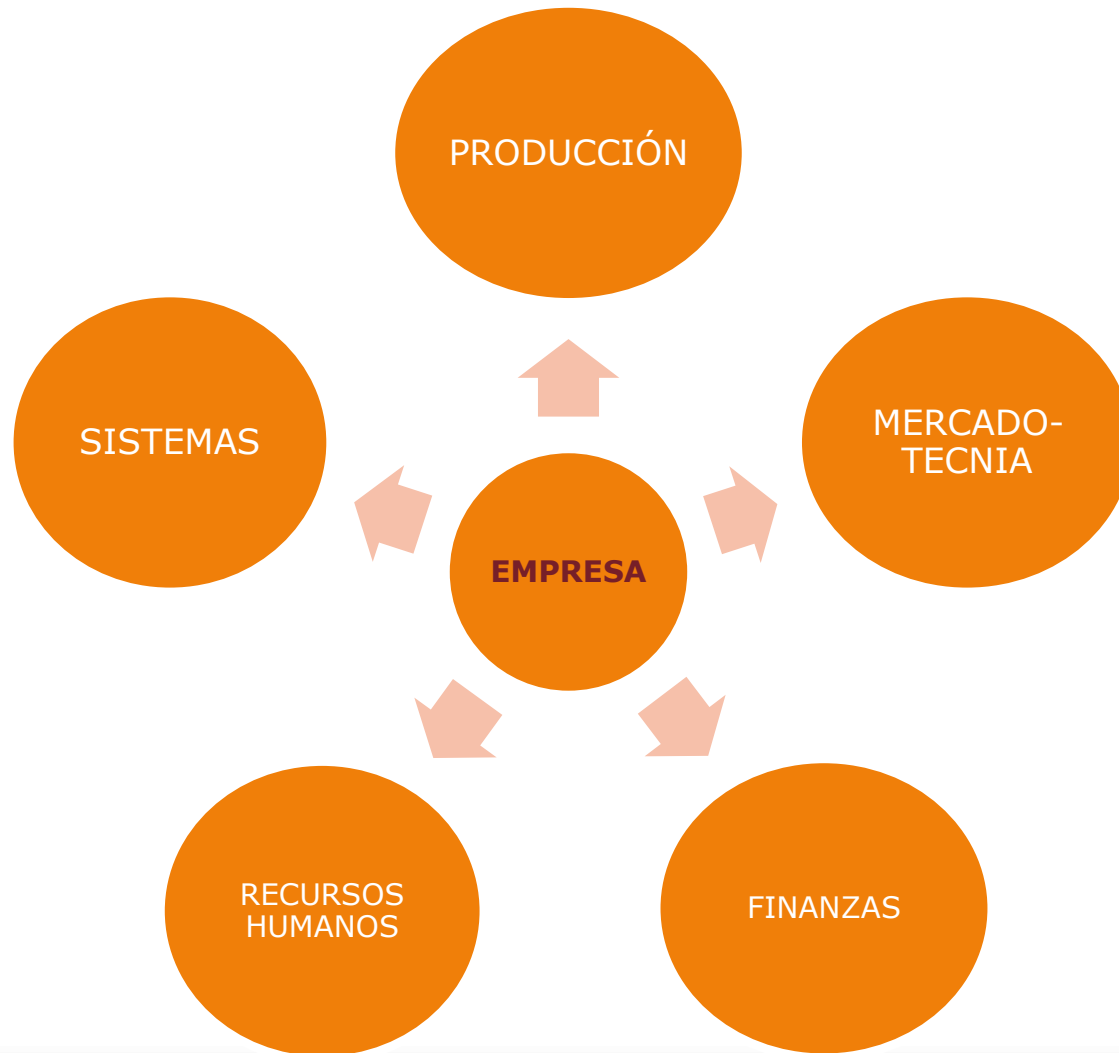 PRODUCCIÓN
SISTEMAS
MERCADO-
TECNIA
EMPRESA
RECURSOS
HUMANOS
FINANZAS